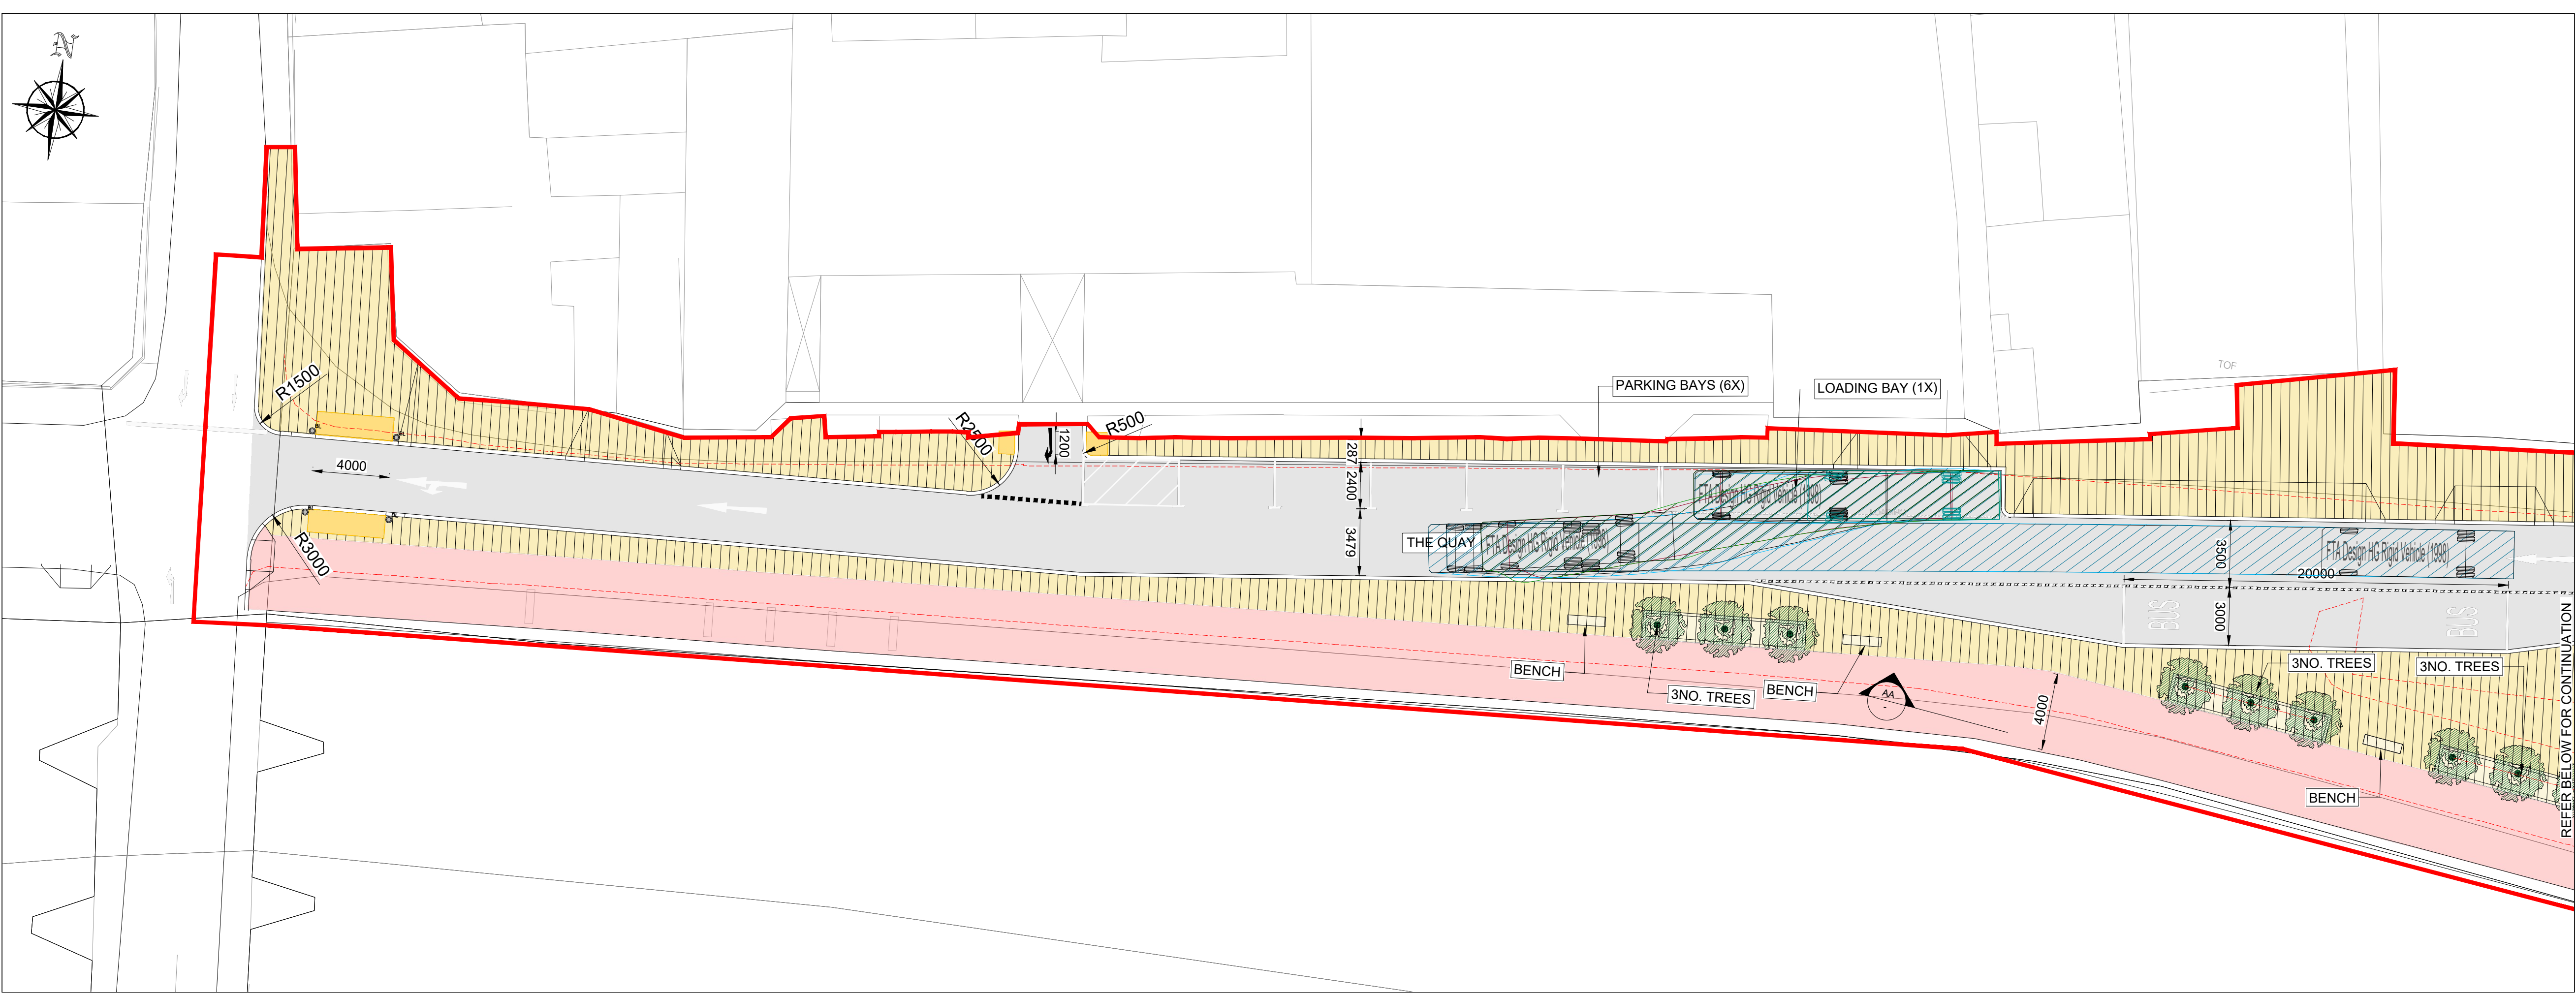 N
TOF
R1500
R2500
R500
1200
PARKING BAYS (6X)
LOADING BAY (1X)
4000
287
2400
3479
FTA Design HG Rigid Vehicle (1998)
THE QUAY
FTA Design HG Rigid Vehicle (1998)
FTA Design HG Rigid Vehicle (1998)
R3000
3500
20000
3000
BUS
BUS
BENCH
3NO. TREES
BENCH
AA
-
4000
3NO. TREES
3NO. TREES
BENCH
REFER BELOW FOR CONTINUATION